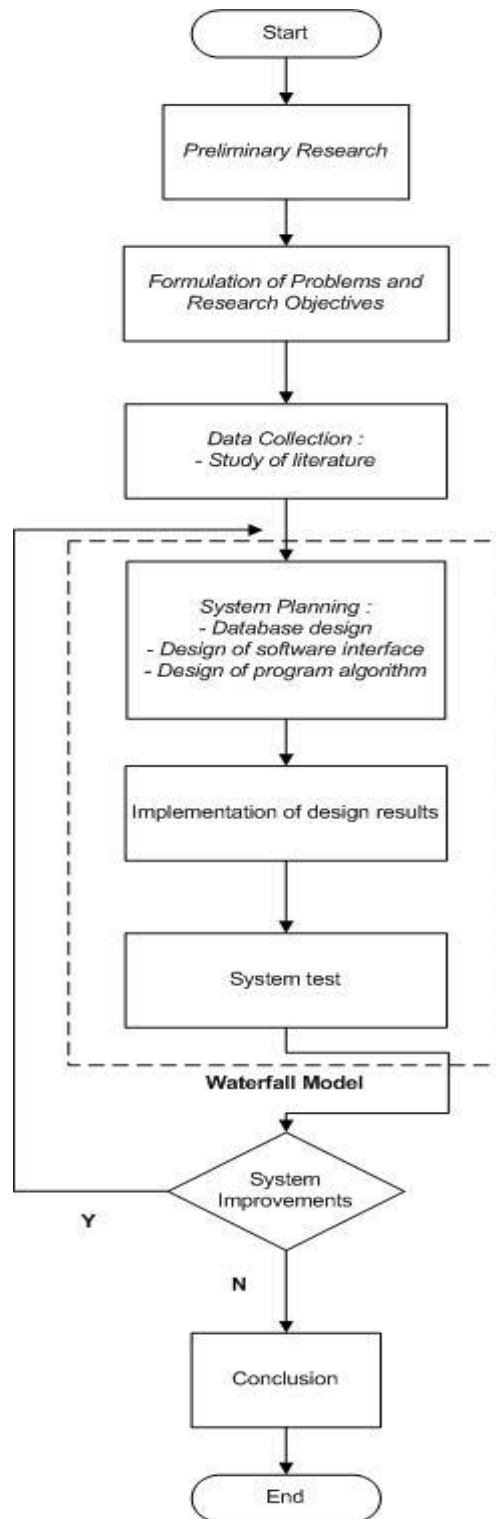 Start
Preliminary Research
Formulation of Problems and
Research Objectives
Data Collection :
- Study of literature
System Planning :
- Database design
- Design of software interface
- Design of program algorithm
Implementation of design results
System test
Waterfall Model
System
Improvements
Y
N
Conclusion
End